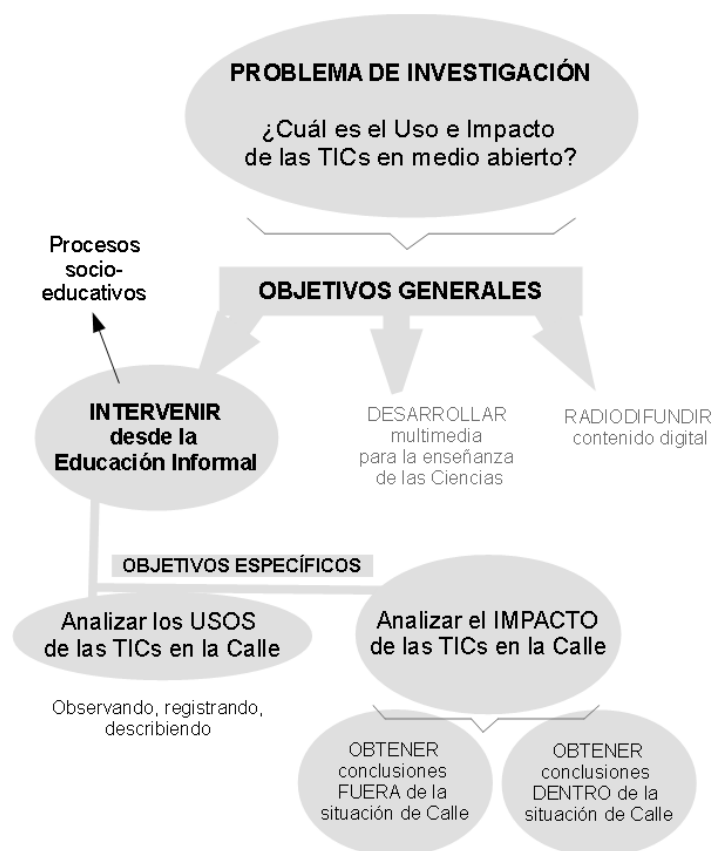 PROBLEMA DE INVESTIGACIÓN
¿Cuál es el Uso e Impacto
de las TICs en medio abierto?
Procesos
socio-
educativos
OBJETIVOS GENERALES
INTERVENIR
desde la
Educación Informal
DESARROLLAR
multimedia
para la enseñanza
de las Ciencias
RADIODIFUNDIR
contenido digital
OBJETIVOS ESPECÍFICOS
Analizar los USOS
de las TICs en la Calle
Observando, registrando,
describiendo
Analizar el IMPACTO
de las TICs en la Calle
OBTENER
conclusiones
FUERA de la
situación de Calle
OBTENER
conclusiones
DENTRO de la
situación de Calle